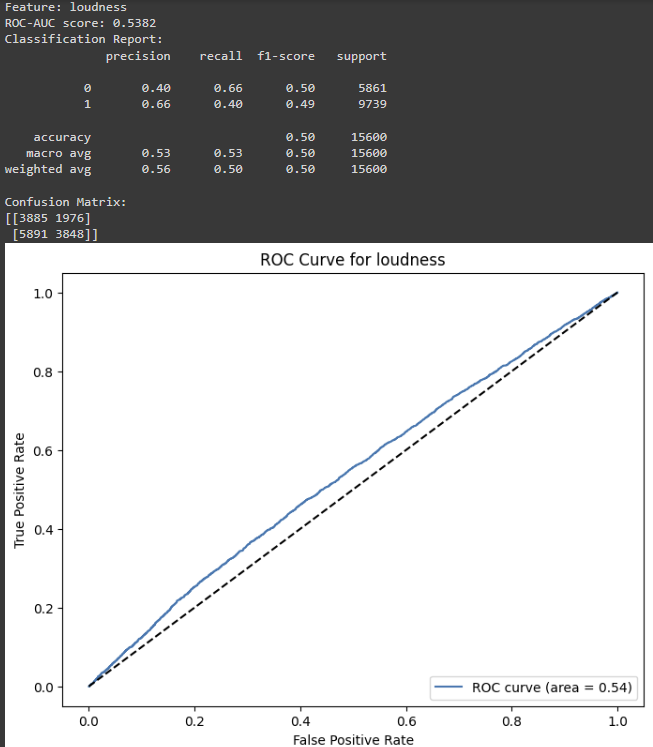 Feature: loudness
ROC-AUC score: 0.5382
Classification Report:
precision recall f1-score support
0 0.40 0.66 0.50 5861
1 0.66 0.40 0.49 9739
accuracy 0.50 15600
macro avg 0.53 0.53 0.50 15600
weighted avg 0.56 0.50 0.50 15600
Confusion Matrix:
[[3885 1976]
[5891 3848]]
ROC Curve for loudness
1.0
0.8
0.6
0.4
0.2
0.0
True Positive Rate
ROC curve (area = 0.54)
0.0 0.2 0.4 0.6 0.8 1.0
False Positive Rate